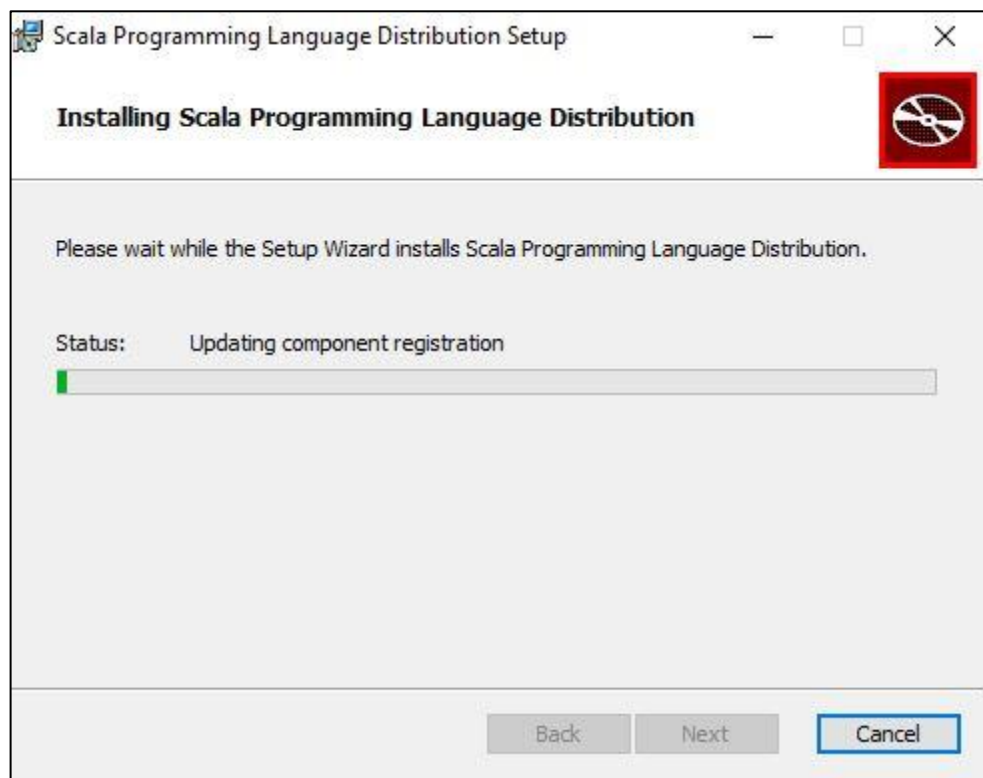 Scala Programming Language Distribution Setup
Installing Scala Programming Language Distribution
Please wait while the Setup Wizard installs Scala Programming Language Distribution.
Status: Updating component registration
Back Next Cancel